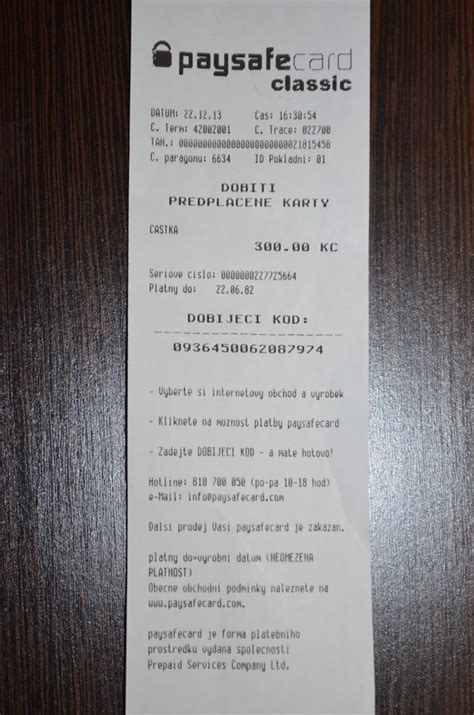 paysafecard
classic
DATUM: 22.12.13 Cas: 16:30:54
C. Term: 42002001 C. Trace: 022700
C. paragonu: 6634 ID Pokladni: 01
DOBITI
PREDPLACENE KARTY
CASTKA
300.00 KC
Seriove cislo: 0000000227725664
Platny do: 22.06.82
DOBIJECI KOD:
0936450062087974
- Vyberte si internetovy obchod a vyrobek
- Kliknete na moznost platby paysafecard
- Zadejte DOBIJECI KOD - a mate hotovo!
Hotline: 810 700 050 (po-pa 10-18 hod)
e-Mail: info@paysafecard.com
Dalsi prodej Vasi paysafecard je zakazan.
platny do=vyrobni datum (NEOMEZENA
PLATNOST)
Obecne obchodni podminky naleznete na
www.paysafecard.com.
paysafecard je forma platebniho
prostredku vydana spolecnosti
Prepaid Services Company Ltd.